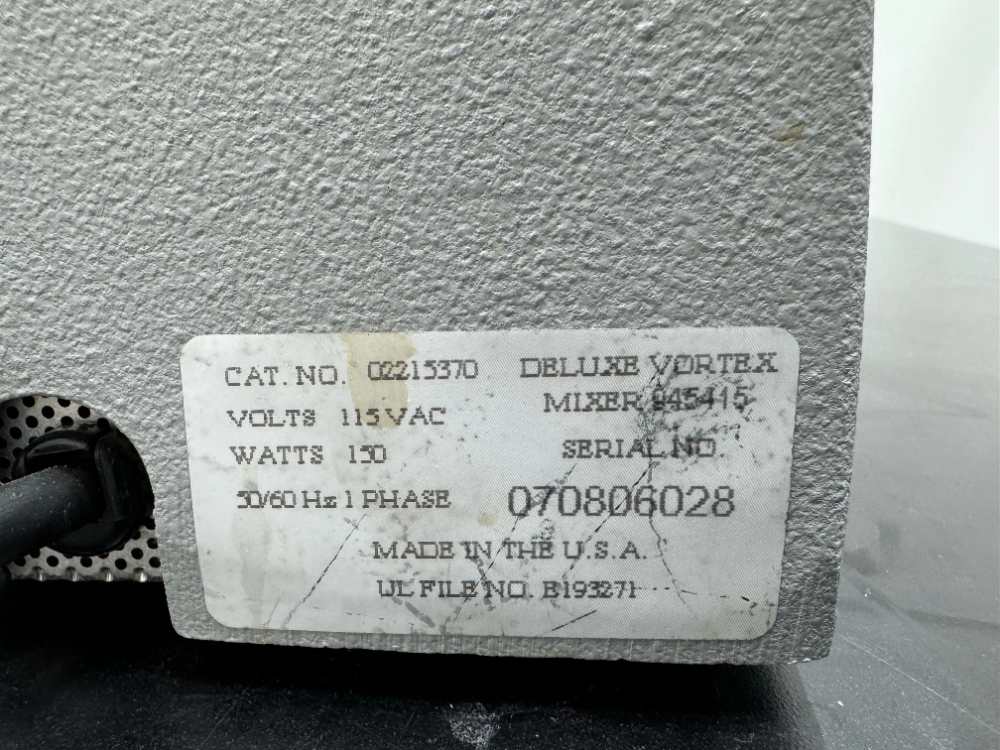 CAT. NO. 02215370
DELUXE VORTEX
MIXER 945415
VOLTS 115 VAC
WATTS 150
SERIAL NO.
50/60 Hz 1 PHASE
070806028
MADE IN THE U.S.A.
UL FILE NO. E193271